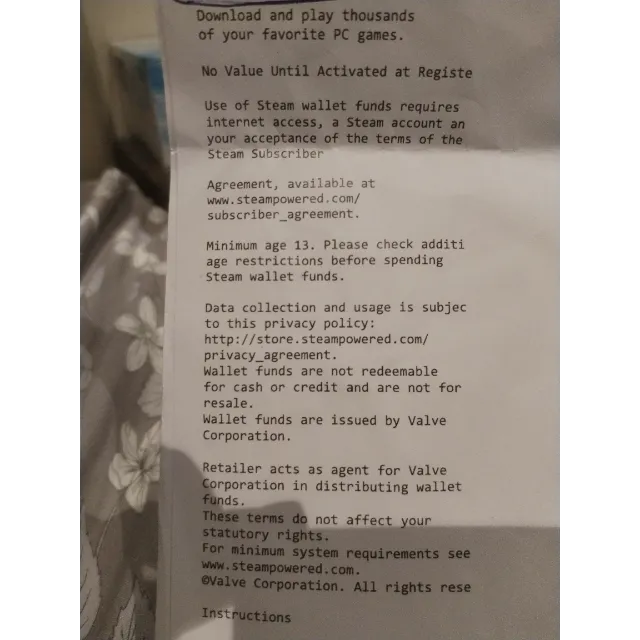 Download and play thousands
of your favorite PC games.
No Value Until Activated at Registe
Use of Steam wallet funds requires
internet access, a Steam account an
your acceptance of the terms of the
Steam Subscriber
Agreement, available at
www.steampowered.com/
subscriber_agreement.
Minimum age 13. Please check additi
age restrictions before spending
Steam wallet funds.
Data collection and usage is subjec
to this privacy policy:
http://store.steampowered.com/
privacy_agreement.
Wallet funds are not redeemable
for cash or credit and are not for
resale.
Wallet funds are issued by Valve
Corporation.
Retailer acts as agent for Valve
Corporation in distributing wallet
funds.
These terms do not affect your
statutory rights.
For minimum system requirements see
www.steampowered.com.
©Valve Corporation. All rights rese
Instructions